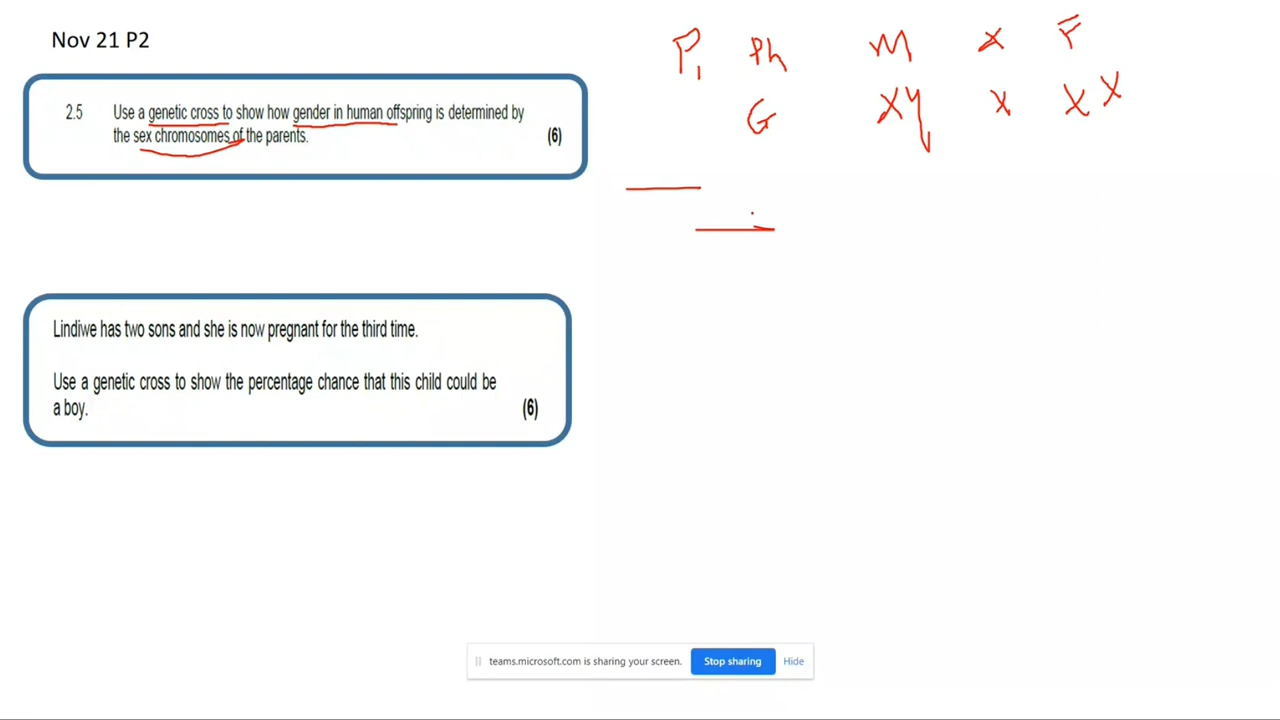 Nov 21 P2
2.5 Use a genetic cross to show how gender in human offspring is determined by
the sex chromosomes of the parents. (6)
P1 Ph M x F
G XY x XX
Lindiwe has two sons and she is now pregnant for the third time.
Use a genetic cross to show the percentage chance that this child could be
a boy. (6)
teams.microsoft.com is sharing your screen. Stop sharing Hide